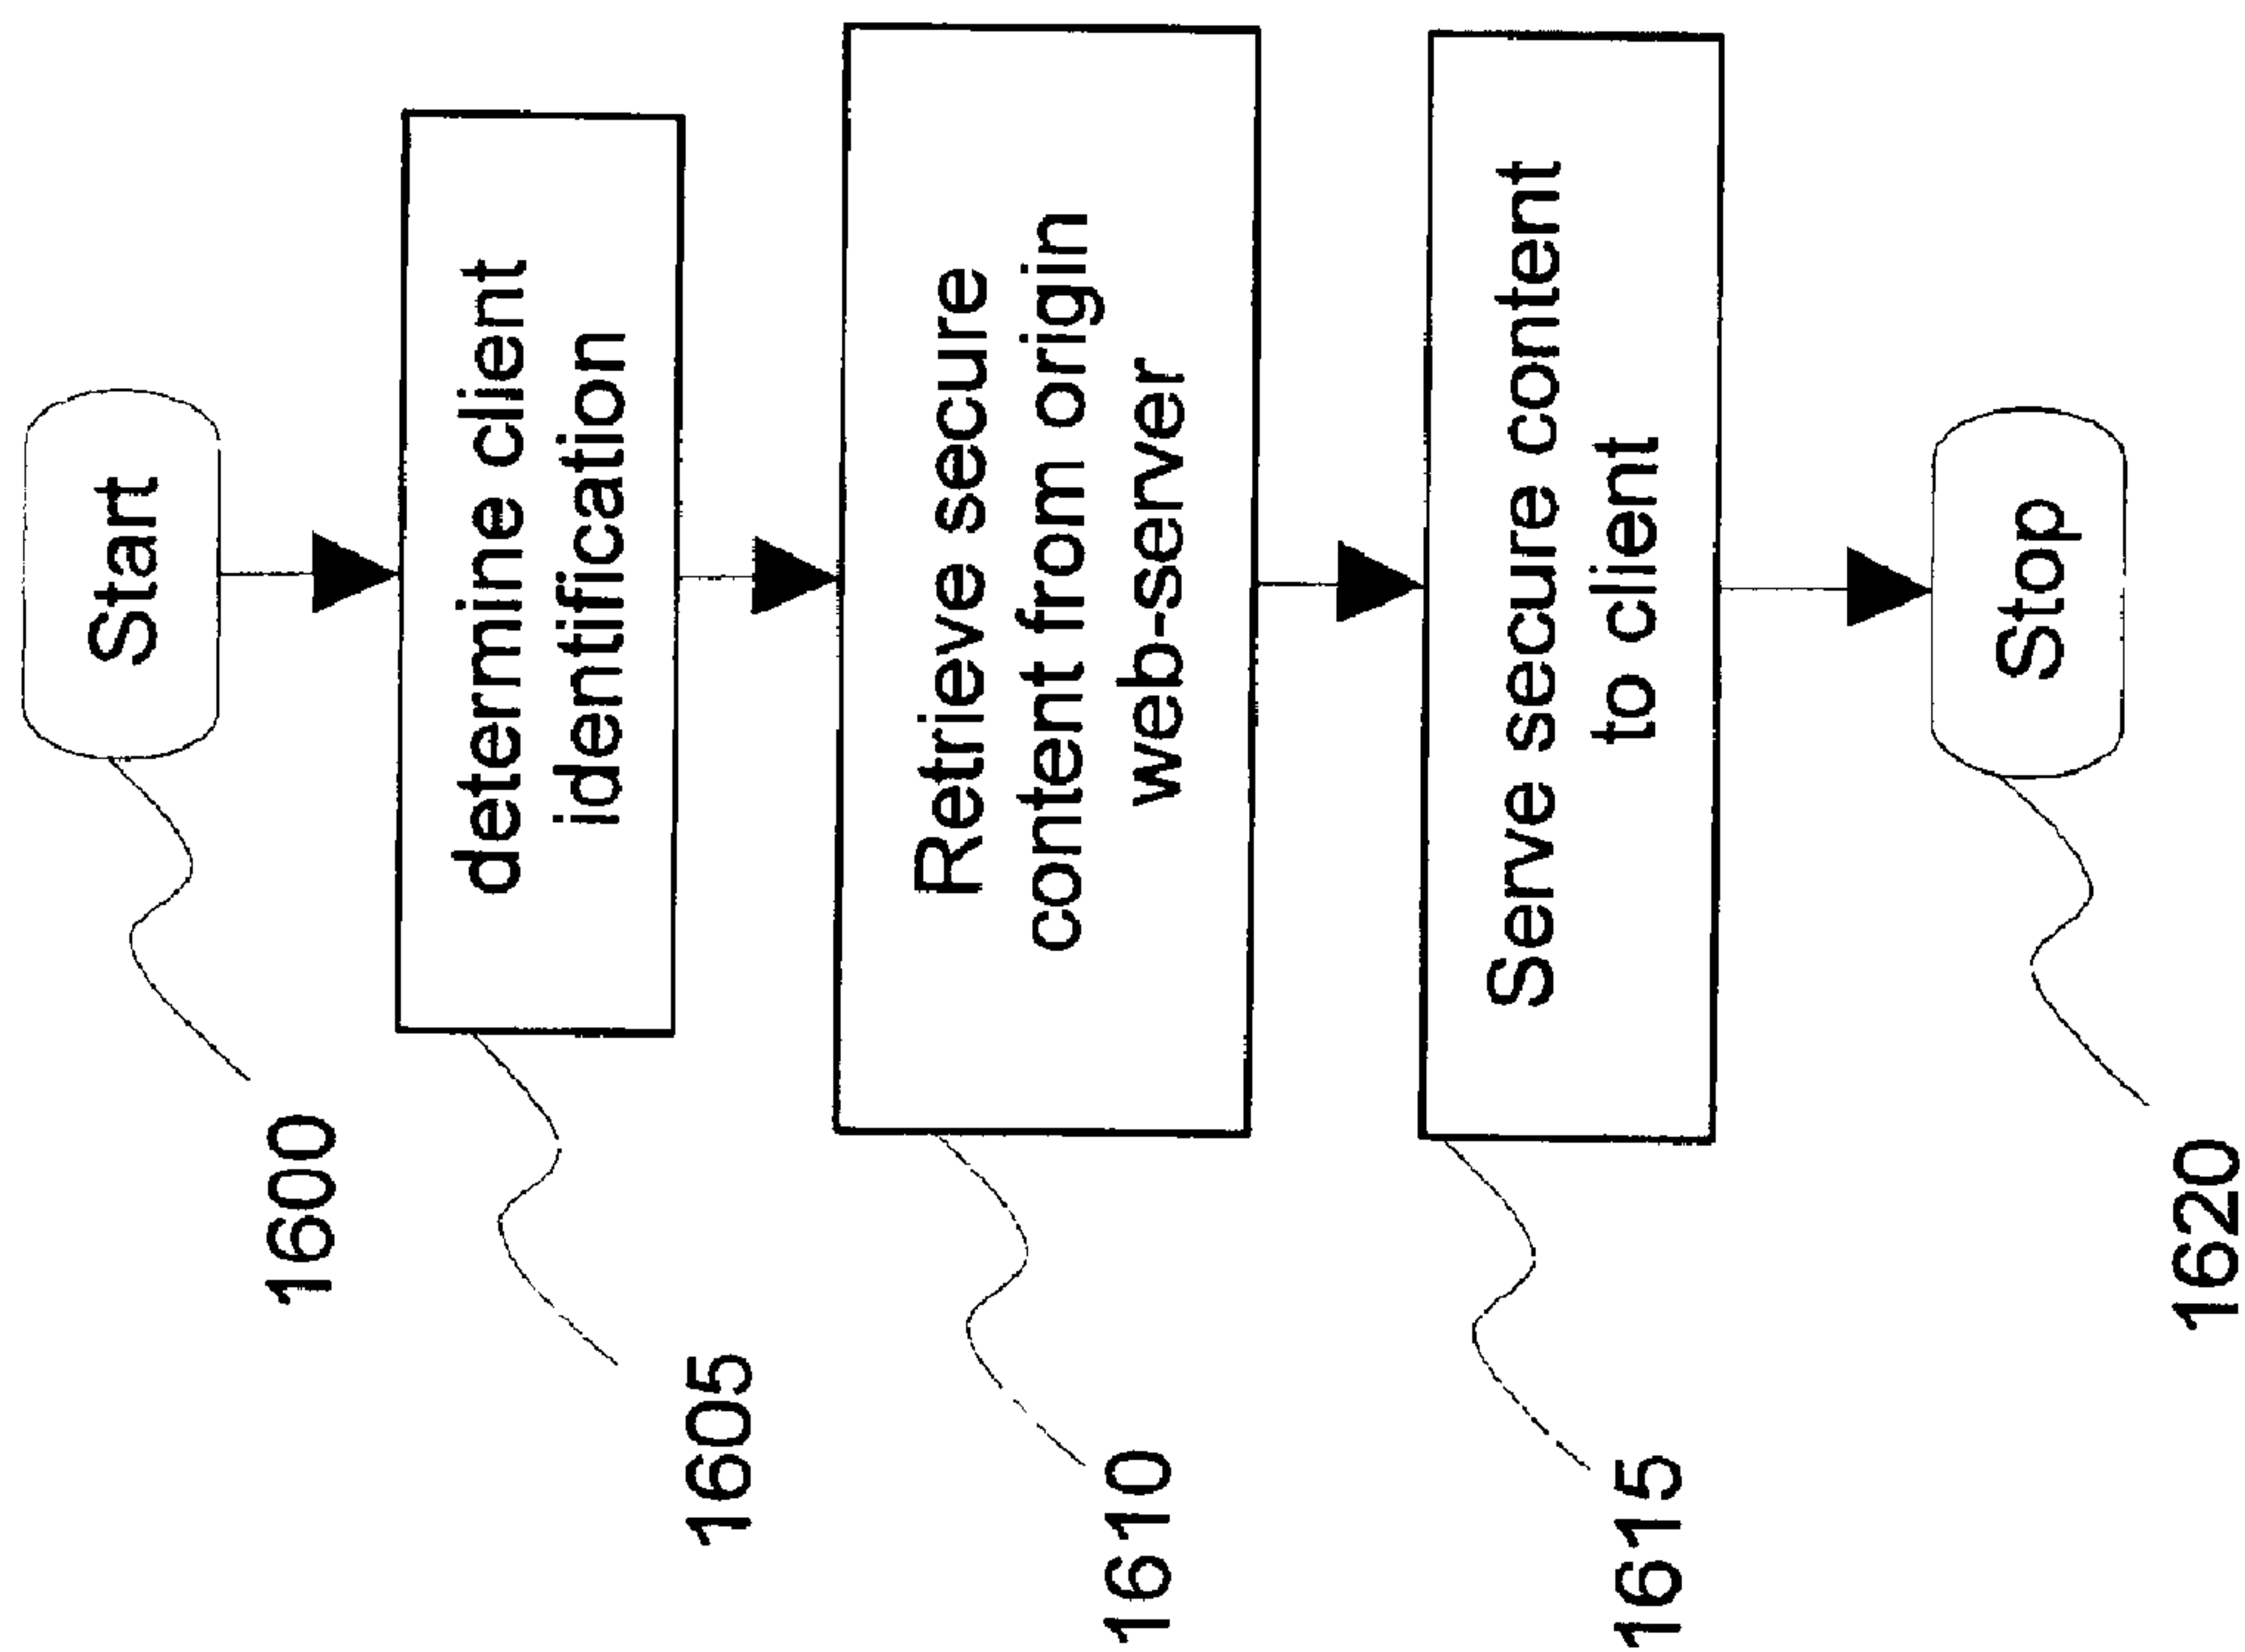 Start
1600
determine client
identification
1605
Retrieve secure
content from origin
web-server
1610
Serve secure content
to client
1615
Stop
1620